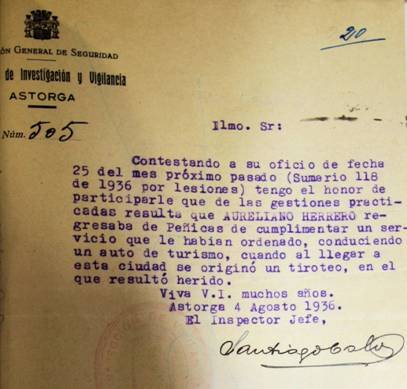 20
ÓN GENERAL DE SEGURIDAD
de Investigación y Vigilancia
ASTORGA
Núm. 505
Ilmo. Sr:
Contestando a su oficio de fecha
25 del mes próximo pasado (Sumario 118
de 1936 por lesiones) tengo el honor de
participarle que de las gestiones practi-
cadas resulta que AURELIANO HERRERO re-
gresaba de Peñicas de cumplimentar un ser-
vicio que le habían ordenado, conduciendo
un auto de turismo, cuando al llegar a
esta ciudad se originó un tiroteo, en el
que resultó herido.
Viva V.I. muchos años.
Astorga 4 Agosto 1936.
El Inspector Jefe,
Santiago Calvo